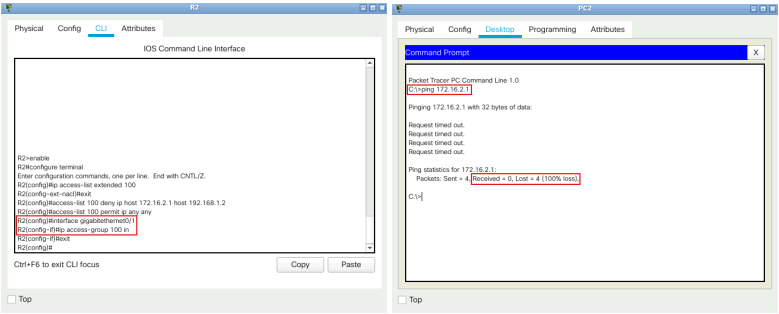 R2
Physical Config CLI Attributes
IOS Command Line Interface
R2>enable
R2#configure terminal
Enter configuration commands, one per line. End with CNTL/Z.
R2(config)#ip access-list extended 100
R2(config-ext-nacl)#exit
R2(config)#access-list 100 deny ip host 172.16.2.1 host 192.168.1.2
R2(config)#access-list 100 permit ip any any
R2(config)#interface gigabitethernet0/1
R2(config-if)#ip access-group 100 in
R2(config-if)#exit
R2(config)#
Ctrl+F6 to exit CLI focus
Copy
Paste
Top
PC2
Physical Config Desktop Programming Attributes
Command Prompt
X
Packet Tracer PC Command Line 1.0
C:\>ping 172.16.2.1
Pinging 172.16.2.1 with 32 bytes of data:
Request timed out.
Request timed out.
Request timed out.
Request timed out.
Ping statistics for 172.16.2.1:
Packets: Sent = 4, Received = 0, Lost = 4 (100% loss),
C:\>
Top